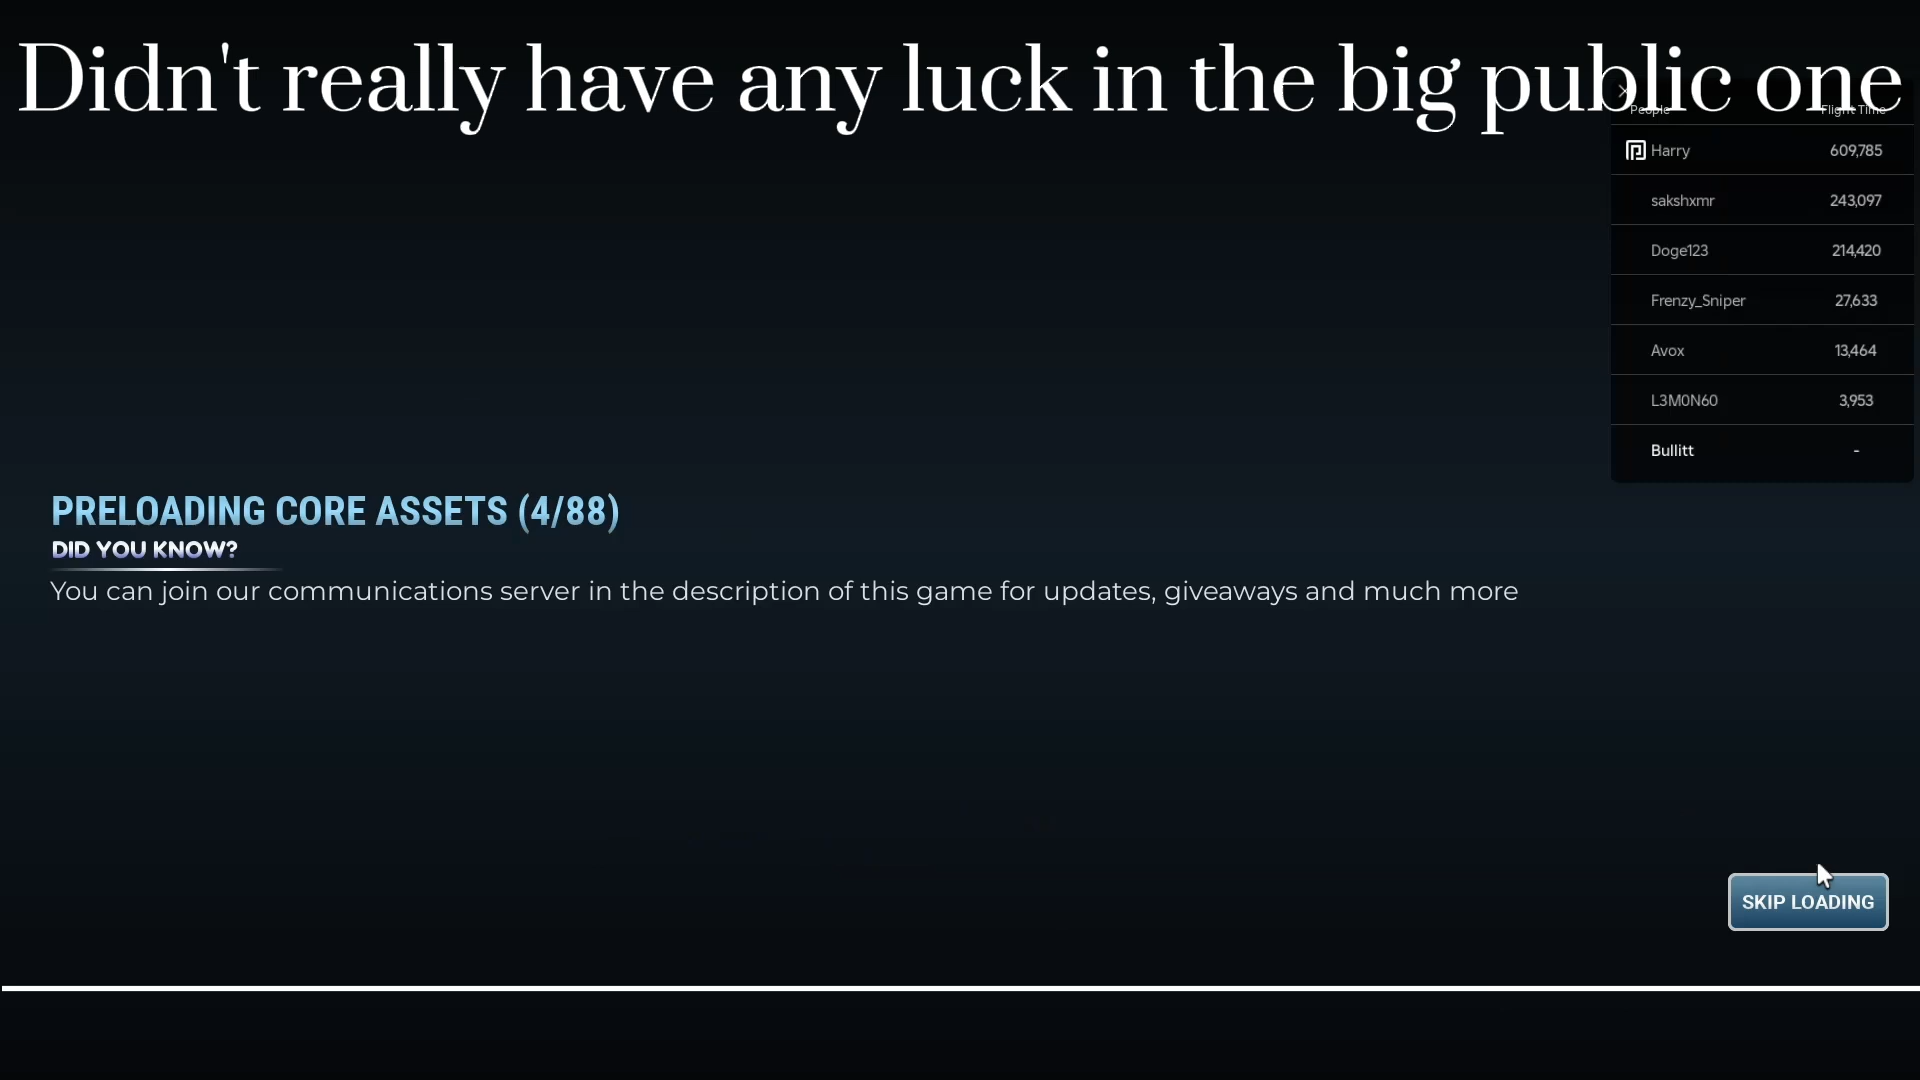 Didn't really have any luck in the big public one
People Flight Time
Harry 609,785
sakshxmr 243,097
Doge123 214,420
Frenzy_Sniper 27,633
Avox 13,464
L3M0N60 3,953
Bullitt -
PRELOADING CORE ASSETS (4/88)
DID YOU KNOW?
You can join our communications server in the description of this game for updates, giveaways and much more
SKIP LOADING